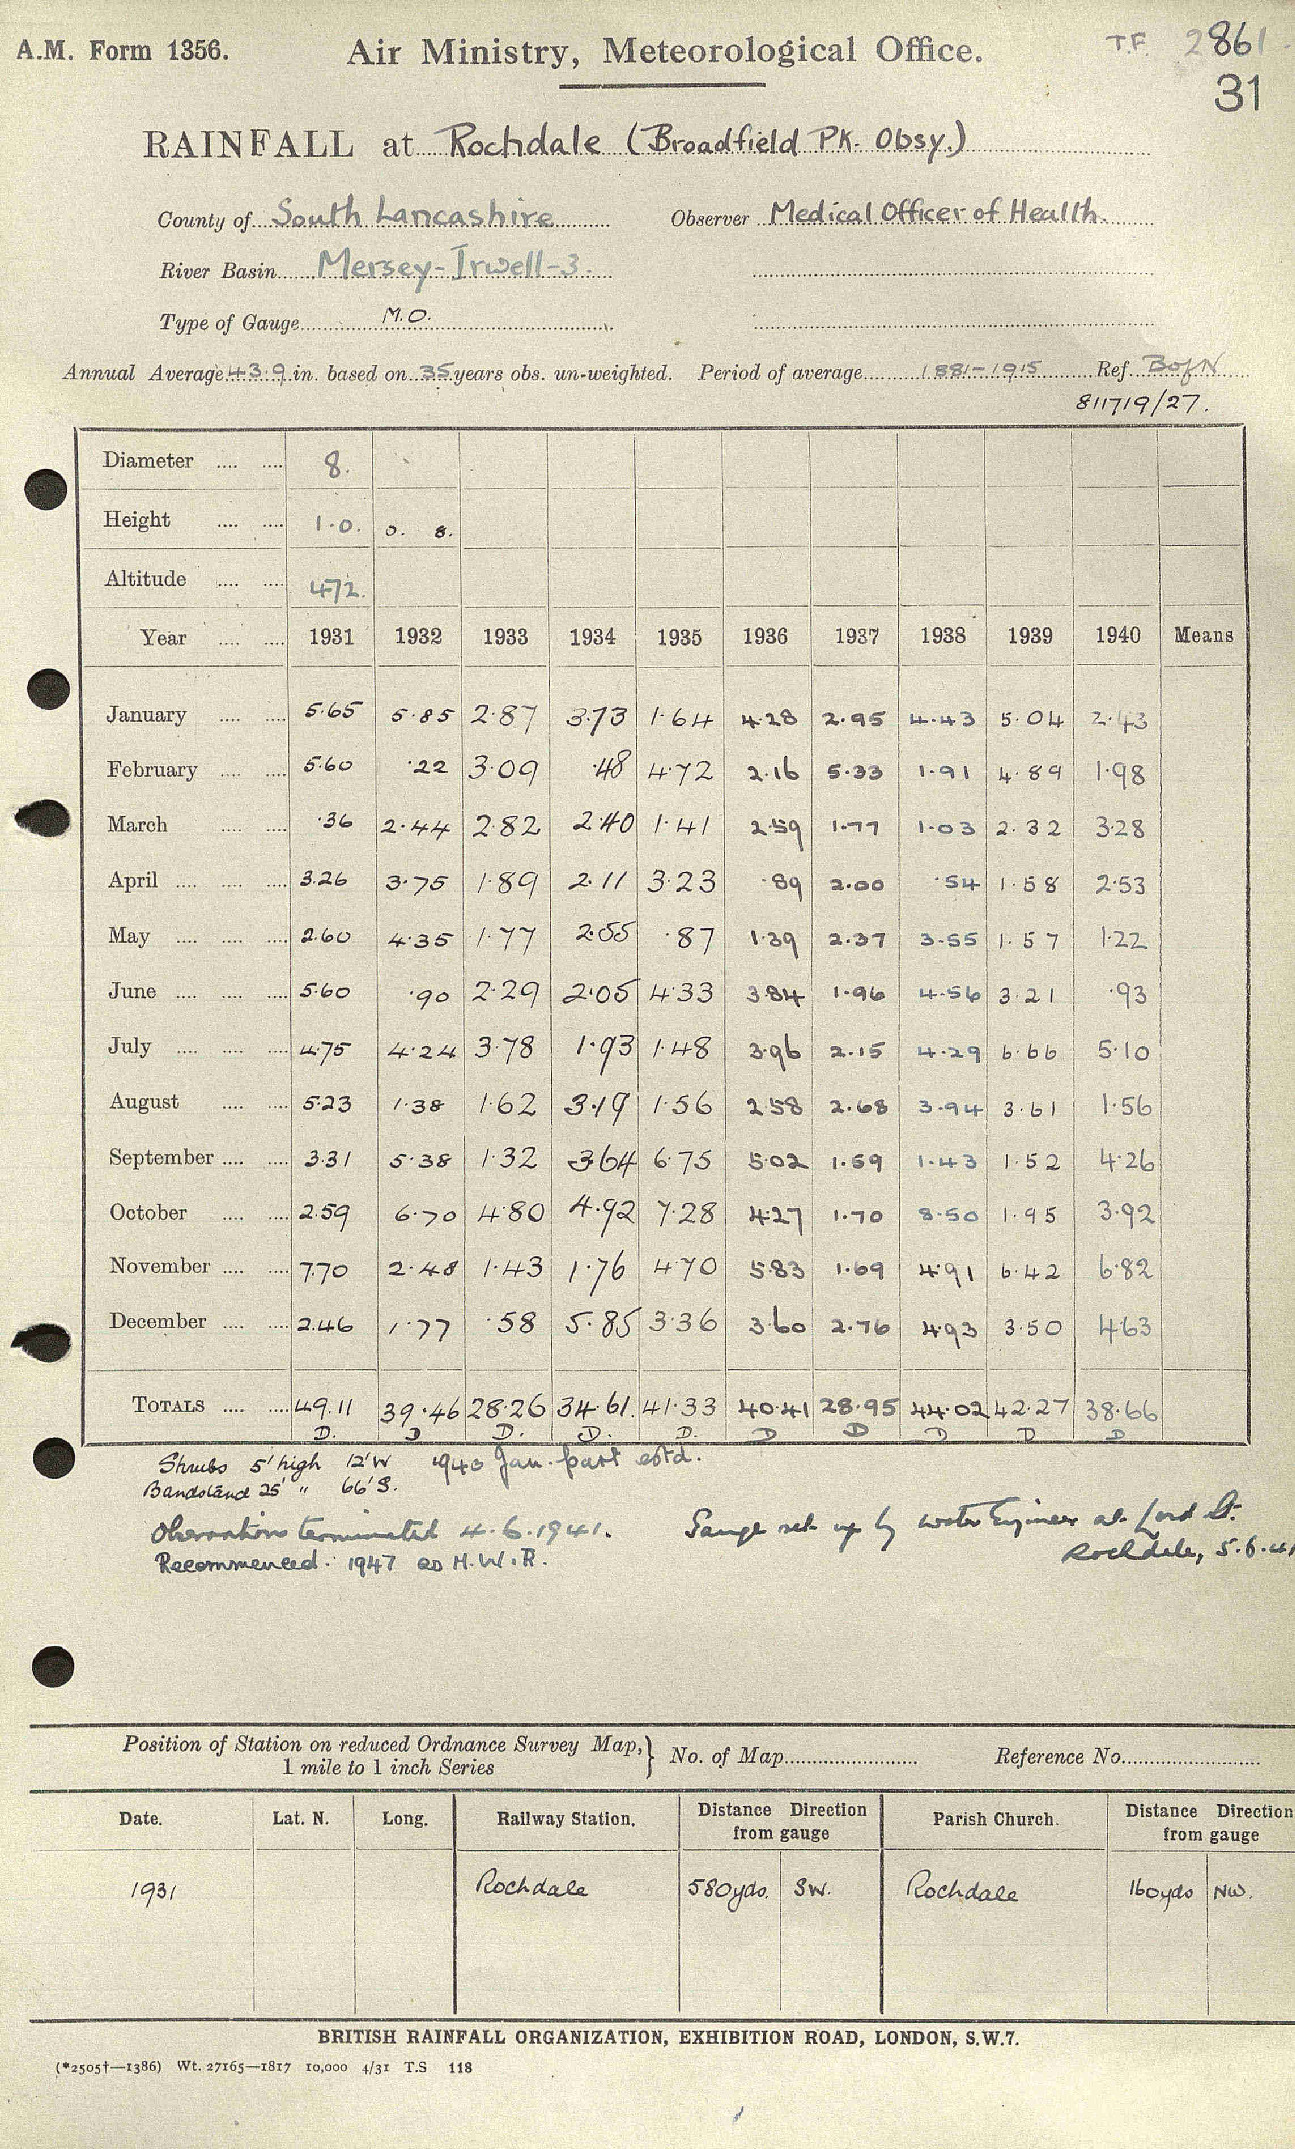 A.M. Form 1356. Air Ministry, Meteorological Office. T.F. 2861
31
RAINFALL at Rochdale (Broadfield Pk. Obsy.)
County of South Lancashire Observer Medical Officer of Health.
River Basin Mersey-Irwell-3.
Type of Gauge M.O.
Annual Average 43.9 in. based on 35 years obs. un-weighted. Period of average 1881-1915 Ref. B of N
811719/27.
Diameter 8.
Height 1.0. 0. 8.
Altitude 472.
Year 1931 1932 1933 1934 1935 1936 1937 1938 1939 1940 Means
January 5.65 5.85 2.87 3.73 1.64 4.28 2.95 4.43 5.04 2.43
February 5.60 .22 3.09 .48 4.72 2.16 5.33 1.91 4.89 1.98
March .36 2.44 2.82 2.40 1.41 2.59 1.77 1.03 2.32 3.28
April 3.26 3.75 1.89 2.11 3.23 .89 2.00 .54 1.58 2.53
May 2.60 4.35 1.77 2.55 .87 1.39 2.37 3.55 1.57 1.22
June 5.60 .90 2.29 2.05 4.33 3.84 1.96 4.56 3.21 .93
July 4.75 4.24 3.78 1.93 1.48 3.96 2.15 4.29 6.66 5.10
August 5.23 1.38 1.62 3.19 1.56 2.58 2.68 3.94 3.61 1.56
September 3.31 5.38 1.32 3.64 6.75 5.02 1.59 1.43 1.52 4.26
October 2.59 6.70 4.80 4.92 7.28 4.27 1.70 8.50 1.95 3.92
November 7.70 2.48 1.43 1.76 4.70 5.83 1.69 4.91 6.42 6.82
December 2.46 1.77 .58 5.85 3.36 3.60 2.76 4.93 3.50 4.63
TOTALS 49.11 39.46 28.26 34.61. 41.33 40.41 28.95 44.02 42.27 38.66
D. D D. D. D. D D D D D
Shrubs 5' high 12'W 1940 Jan. part estd.
Bandstand 25' " 66'S.
Observations terminated 4.6.1941. Gauge set up by Water Engineer at Lord St.
Recommenced. 1947 as H.W.R. Rochdale, 5.6.41
Position of Station on reduced Ordnance Survey Map, } No. of Map Reference No.
1 mile to 1 inch Series
Date. Lat. N. Long. Railway Station. Distance Direction from gauge Parish Church. Distance Direction from gauge
1931 Rochdale 580yds. SW. Rochdale 160yds NW.
BRITISH RAINFALL ORGANIZATION, EXHIBITION ROAD, LONDON, S.W.7.
(*2505†—1386) Wt. 27165—1817 10,000 4/31 T.S 118